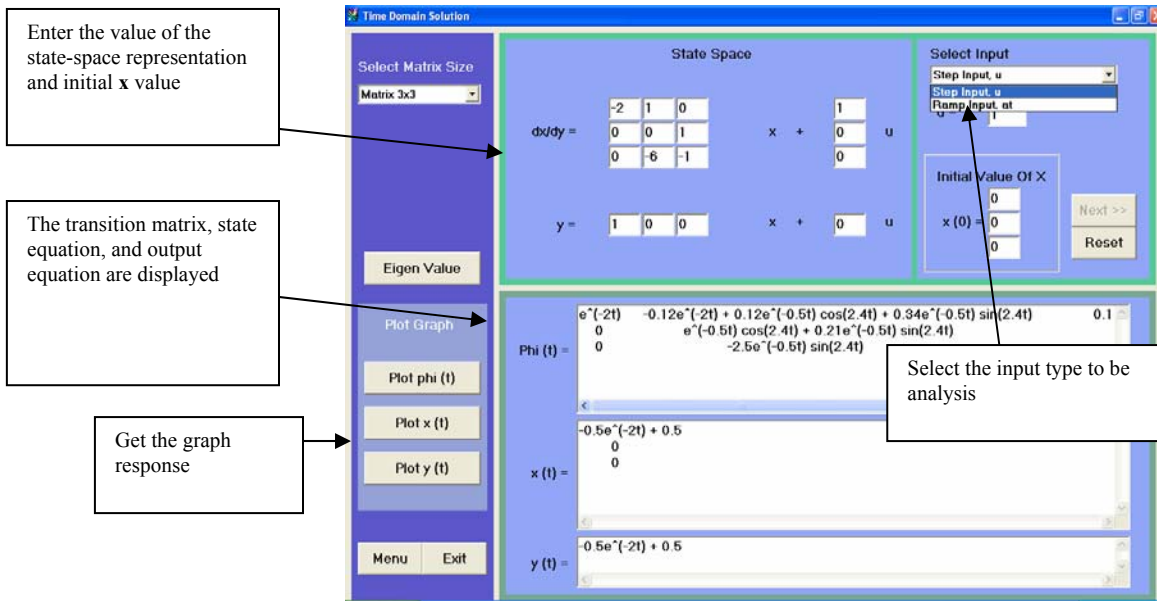 Time Domain Solution
Enter the value of the
state-space representation
and initial x value
Select Matrix Size
Matrix 3x3
State Space
dx/dy =
-2 1 0
0 0 1
0 -6 -1
x + u
1
0
0
y = 1 0 0 x + 0 u
Select Input
Step Input, u
Step Input, u
Ramp Input, at
1
Initial Value Of X
x (0) =
0
0
0
Next >>
Reset
The transition matrix, state
equation, and output
equation are displayed
Eigen Value
Plot Graph
Plot phi (t)
Plot x (t)
Plot y (t)
Get the graph
response
Menu Exit
Phi (t) =
e^(-2t) -0.12e^(-2t) + 0.12e^(-0.5t) cos(2.4t) + 0.34e^(-0.5t) sin(2.4t) 0.1
0 e^(-0.5t) cos(2.4t) + 0.21e^(-0.5t) sin(2.4t)
0 -2.5e^(-0.5t) sin(2.4t)
Select the input type to be
analysis
x (t) =
-0.5e^(-2t) + 0.5
0
0
y (t) =
-0.5e^(-2t) + 0.5